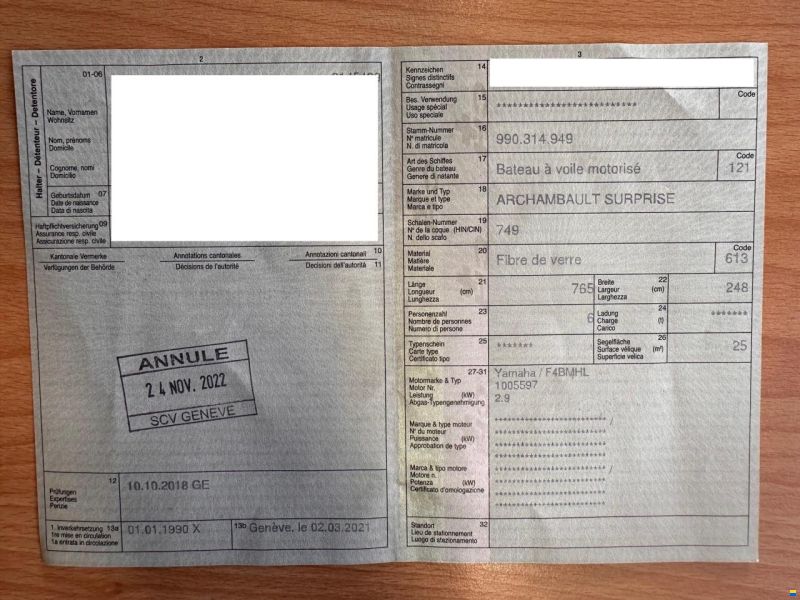 2
01-06
Halter – Détenteur – Detentore
Name, Vornamen
Wohnsitz
Nom, prénoms
Domicile
Cognome, nomi
Domicilio
Geburtsdatum 07
Date de naissance
Data di nascita
Haftpflichtversicherung 09
Assurance resp. civile
Assicurazione resp. civile
Kantonale Vermerke Annotations cantonales Annotazioni cantonali 10
Verfügungen der Behörde Décisions de l'autorité Decisioni dell'autorità 11
ANNULE
24 NOV. 2022
SCV GENEVE
12
Prüfungen
Expertises
Perizie
10.10.2018 GE
1. Inverkehrsetzung 13a
1re mise en circulation
1a entrata in circolazione
01.01.1990 X
13b Genève, le 02.03.2021
3
Kennzeichen 14
Signes distinctifs
Contrassegni
Bes. Verwendung 15
Usage spécial
Uso speciale
**************************
Code
Stamm-Nummer 16
N° matricule
N. di matricola
990.314.949
Art des Schiffes 17
Genre du bateau
Genere di natante
Bateau à voile motorisé
Code
121
Marke und Typ 18
Marque et type
Marca e tipo
ARCHAMBAULT SURPRISE
Schalen-Nummer 19
N° de la coque (HIN/CIN)
N. dello scafo
749
Material 20
Matière
Materiale
Fibre de verre
Code
613
Länge 21
Longueur (cm)
Lunghezza
765
Breite 22
Largeur (cm)
Larghezza
248
Personenzahl 23
Nombre de personnes
Numero di persone
6
Ladung 24
Charge (t)
Carico
*******
Typenschein 25
Carte type
Certificato tipo
*******
Segelfläche 26
Surface vélique (m²)
Superficie velica
25
27-31
Motormarke & Typ
Motor Nr.
Leistung (kW)
Abgas-Typengenehmigung
Yamaha / F4BMHL
1005597
2.9
Marque & type moteur
N° du moteur
Puissance (kW)
Approbation de type
********************* /
*********************
*********************
*********************
Marca & tipo motore
Motore n.
Potenza (kW)
Certificato d'omologazione
********************* /
*********************
*********************
*********************
Standort 32
Lieu de stationnement
Luogo di stazionamento